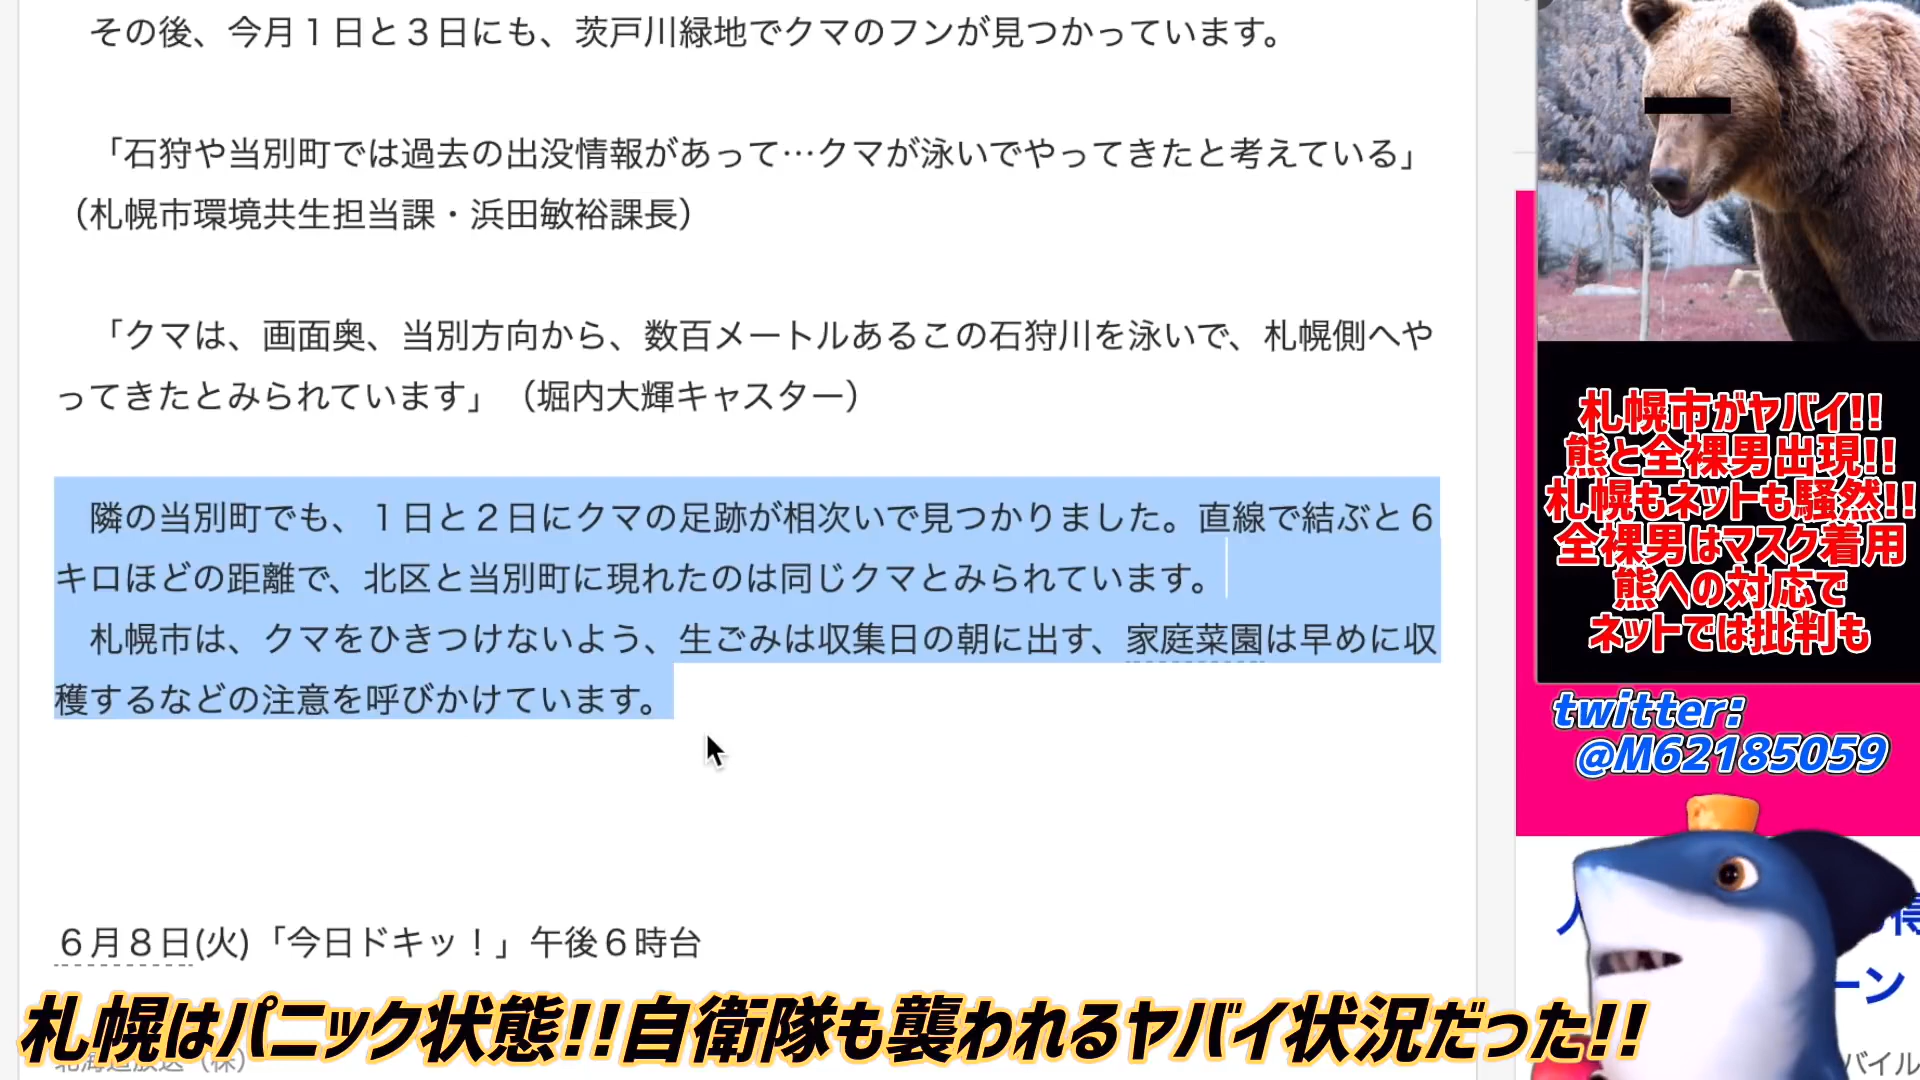 その後、今月１日と３日にも、茨戸川緑地でクマのフンが見つかっています。
「石狩や当別町では過去の出没情報があって…クマが泳いでやってきたと考えている」
（札幌市環境共生担当課・浜田敏裕課長）
「クマは、画面奥、当別方向から、数百メートルあるこの石狩川を泳いで、札幌側へや
ってきたとみられています」（堀内大輝キャスター）
隣の当別町でも、１日と２日にクマの足跡が相次いで見つかりました。直線で結ぶと６
キロほどの距離で、北区と当別町に現れたのは同じクマとみられています。
札幌市は、クマをひきつけないよう、生ごみは収集日の朝に出す、家庭菜園は早めに収
穫するなどの注意を呼びかけています。
６月８日(火)「今日ドキッ！」午後６時台
札幌はパニック状態!!自衛隊も襲われるヤバイ状況だった!!
北海道放送（株）
札幌市がヤバイ!!
熊と全裸男出現!!
札幌もネットも騒然!!
全裸男はマスク着用
熊への対応で
ネットでは批判も
twitter:
@M62185059
ーン
バイル